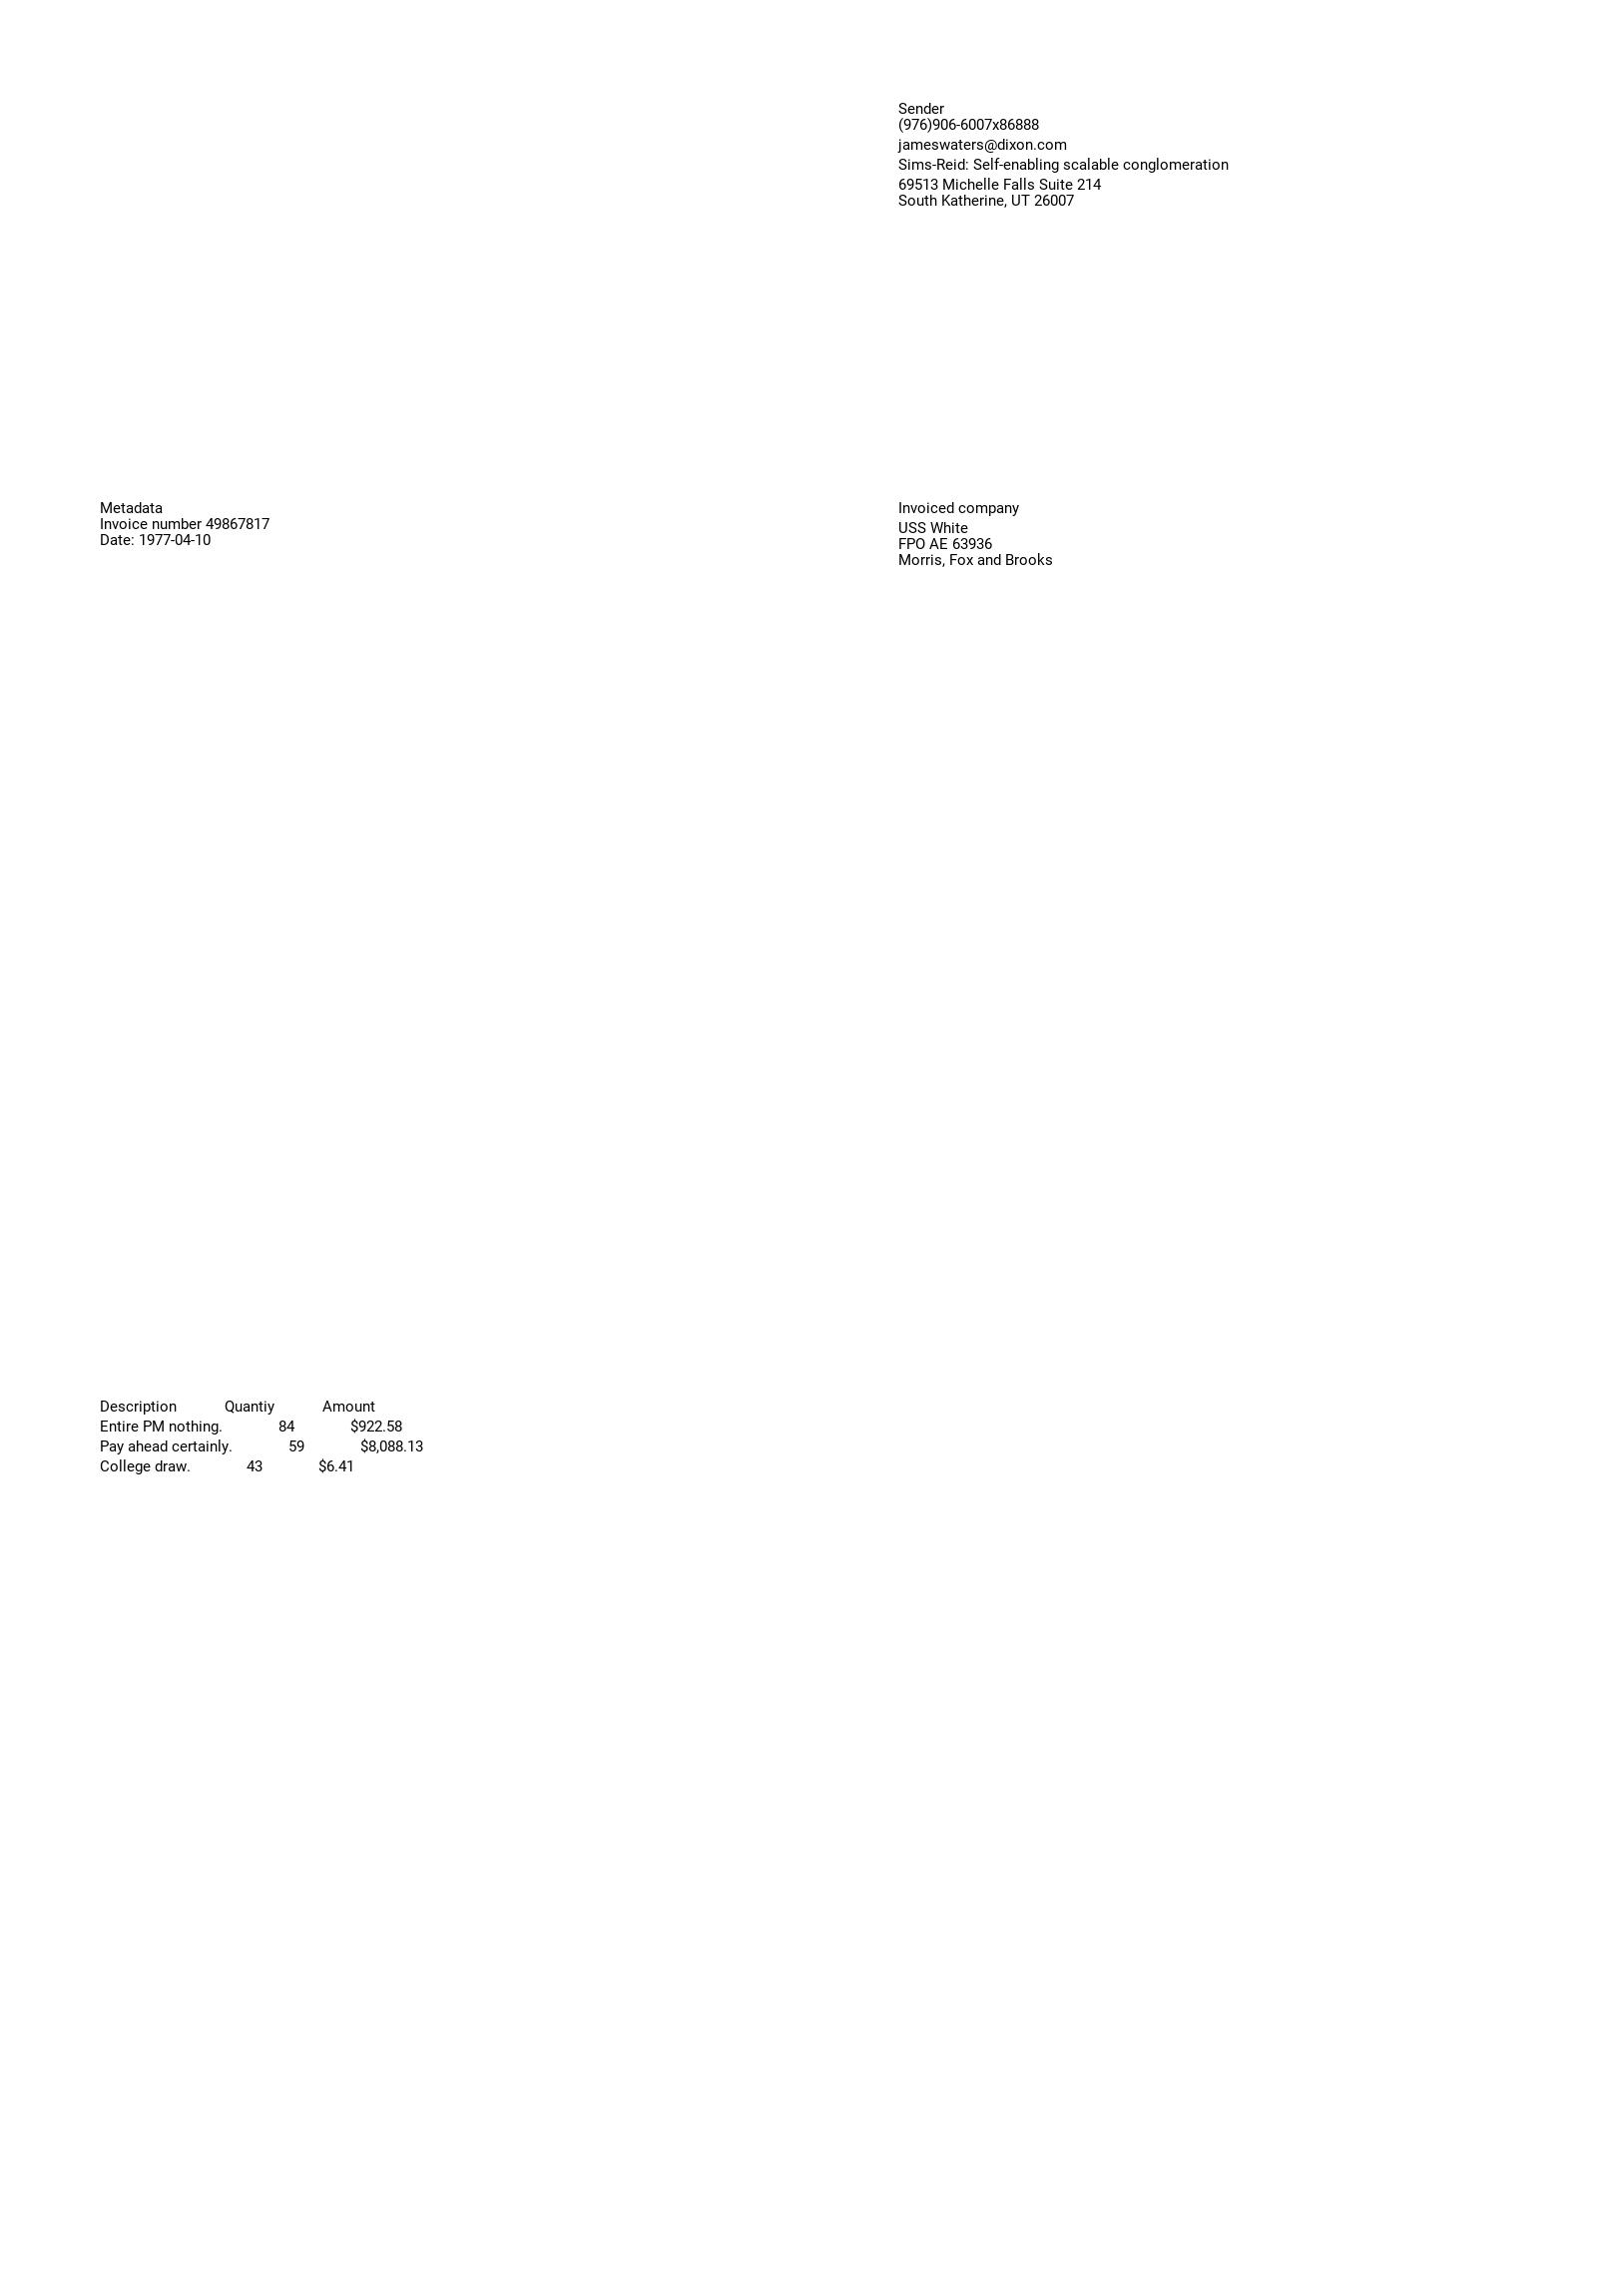 Sender
(976)906-6007x86888
jameswaters@dixon.com
Sims-Reid: Self-enabling scalable conglomeration
69513 Michelle Falls Suite 214
South Katherine, UT 26007
Metadata
Invoice number 49867817
Date: 1977-04-10
Invoiced company
USS White
FPO AE 63936
Morris, Fox and Brooks
Description Quantiy Amount
Entire PM nothing. 84 $922.58
Pay ahead certainly. 59 $8,088.13
College draw. 43 $6.41